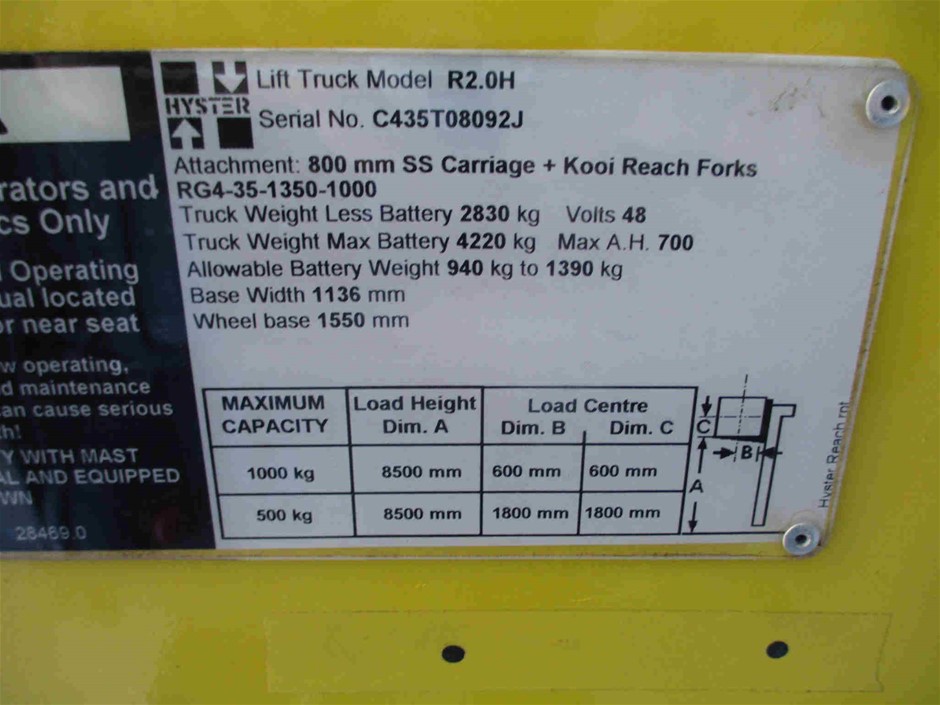 rators and
cs Only
Operating
ual located
or near seat
w operating,
d maintenance
can cause serious
th!
Y WITH MAST
AL AND EQUIPPED
WN
28469.0
HYSTER
Lift Truck Model R2.0H
Serial No. C435T08092J
Attachment: 800 mm SS Carriage + Kooi Reach Forks
RG4-35-1350-1000
Truck Weight Less Battery 2830 kg Volts 48
Truck Weight Max Battery 4220 kg Max A.H. 700
Allowable Battery Weight 940 kg to 1390 kg
Base Width 1136 mm
Wheel base 1550 mm
MAXIMUM CAPACITY Load Height Dim. A Load Centre Dim. B Dim. C
1000 kg 8500 mm 600 mm 600 mm
500 kg 8500 mm 1800 mm 1800 mm
C
B
A
Hyster Reach rpt